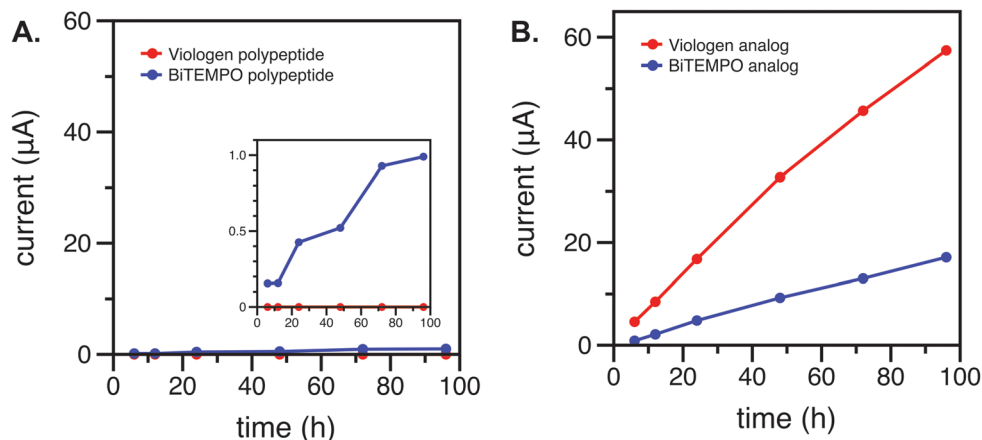 A.
60
40
20
0
current (μA)
Viologen polypeptide
BiTEMPO polypeptide
1.0
0.5
0
0 20 40 60 80 100
0 20 40 60 80 100
time (h)
B.
60
40
20
0
current (μA)
Viologen analog
BiTEMPO analog
0 20 40 60 80 100
time (h)